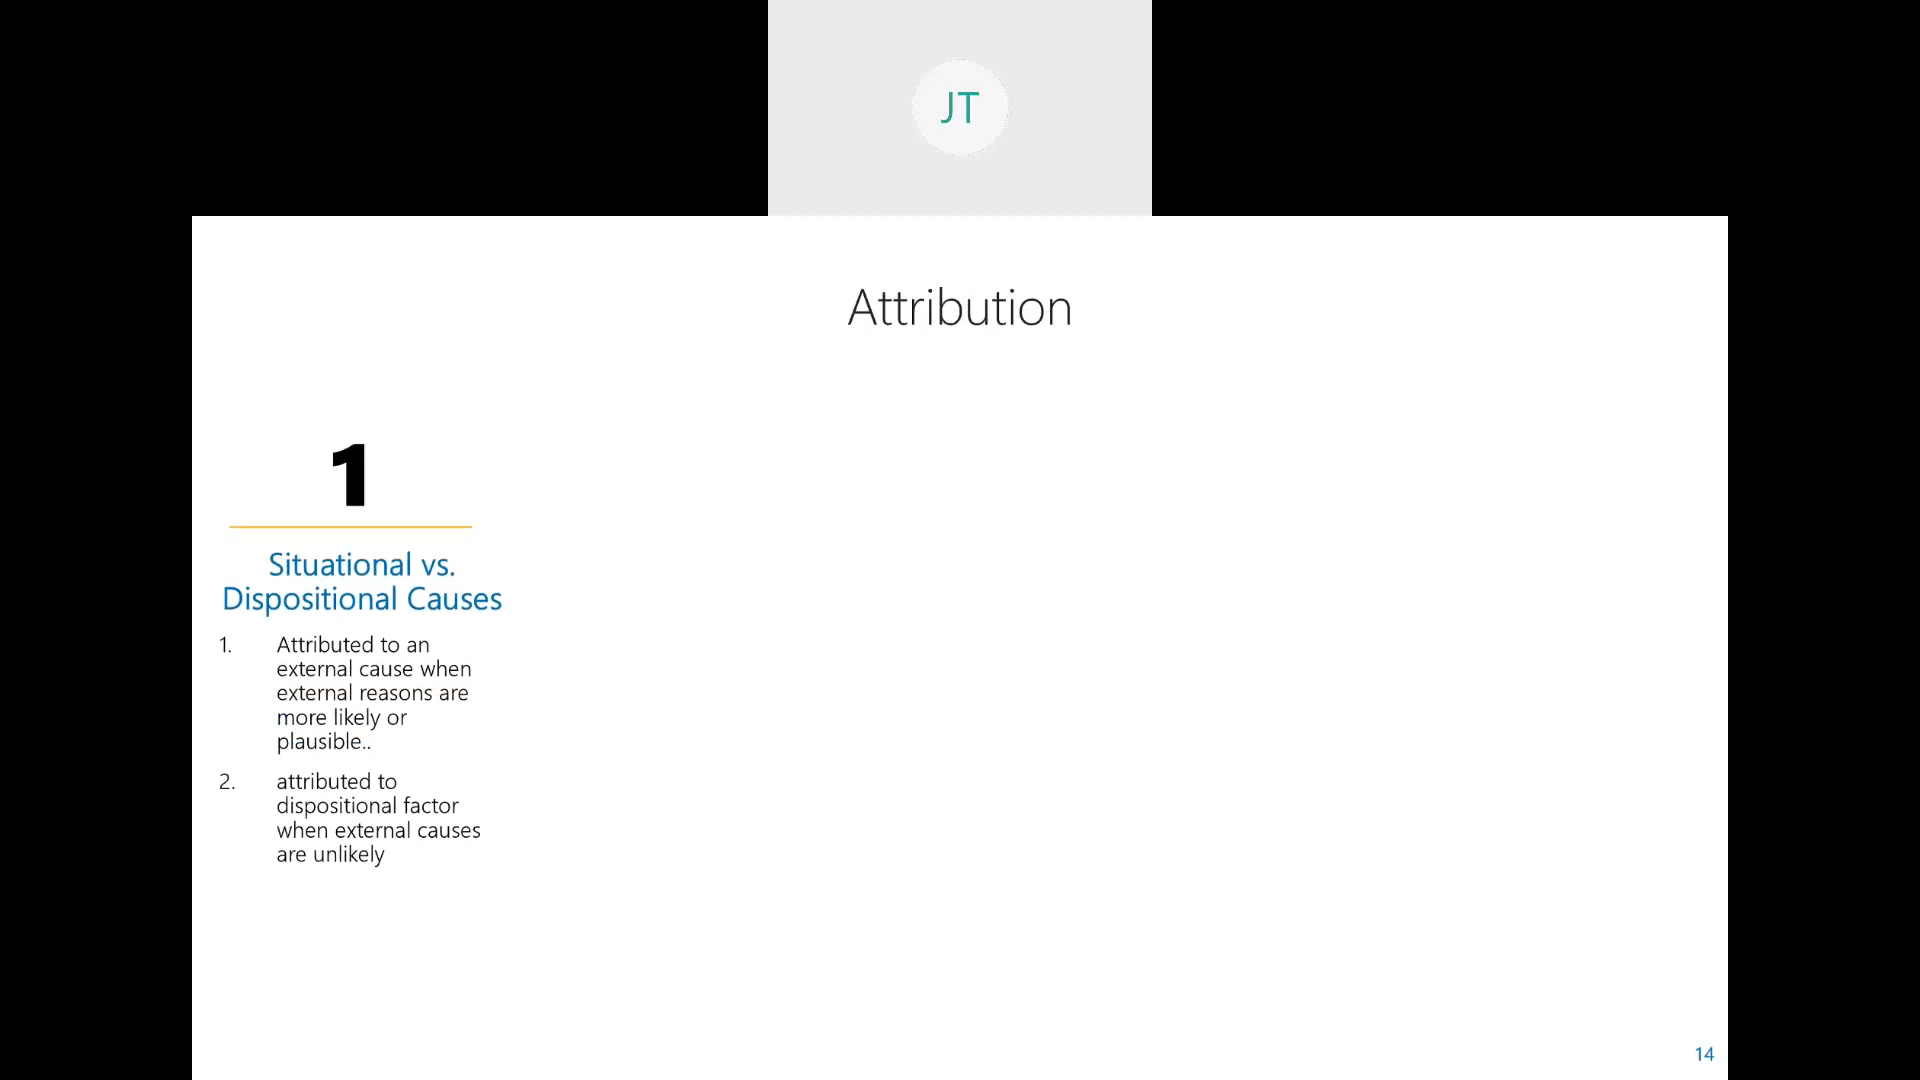 JT
Attribution
1
Situational vs.
Dispositional Causes
1. Attributed to an
external cause when
external reasons are
more likely or
plausible..
2. attributed to
dispositional factor
when external causes
are unlikely
14